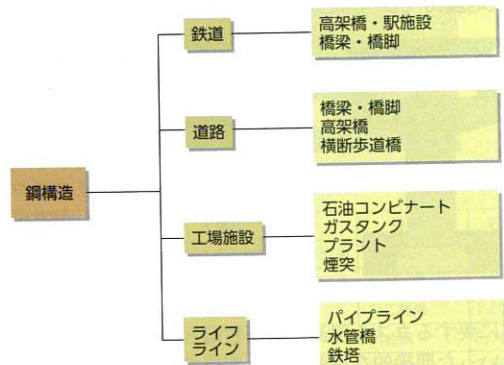 鋼構造
鉄道
高架橋・駅施設
橋梁・橋脚
道路
橋梁・橋脚
高架橋
横断歩道橋
工場施設
石油コンビナート
ガスタンク
プラント
煙突
ライフ
ライン
パイプライン
水管橋
鉄塔